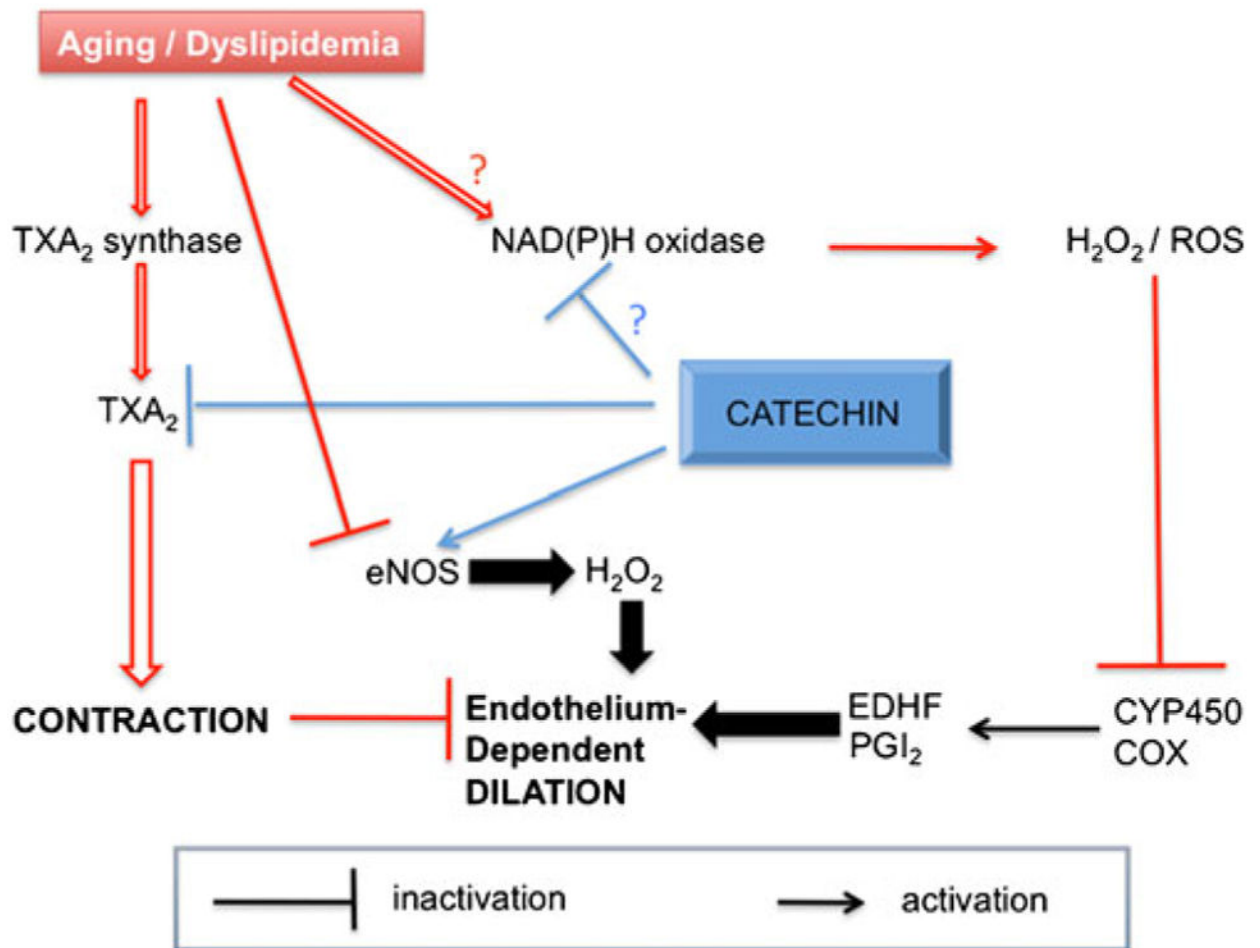 Aging / Dyslipidemia
?
TXA₂ synthase
NAD(P)H oxidase
H₂O₂ / ROS
?
TXA₂
CATECHIN
eNOS
H₂O₂
CONTRACTION
Endothelium-
Dependent
DILATION
EDHF
PGI₂
CYP450
COX
inactivation
activation